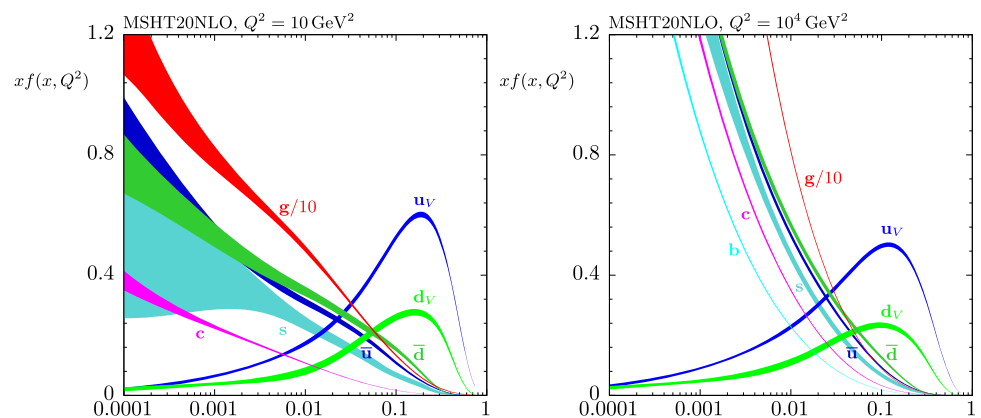 MSHT20NLO, Q² = 10 GeV²
xf(x, Q²)
1.2
0.8
0.4
0
0.0001 0.001 0.01 0.1 1
g/10
u_V
d_V
s
c
u̅
d̅
MSHT20NLO, Q² = 10⁴ GeV²
xf(x, Q²)
1.2
0.8
0.4
0
0.0001 0.001 0.01 0.1 1
g/10
c
b
u_V
s
d_V
u̅
d̅